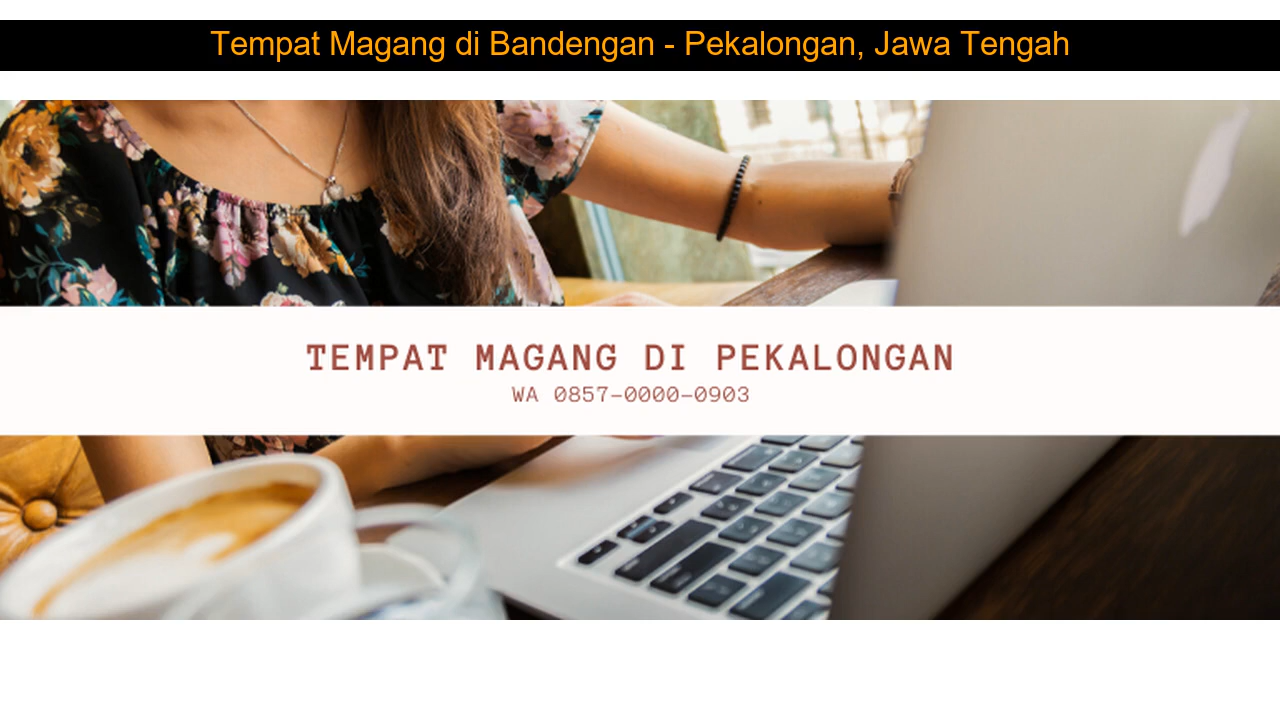 Tempat Magang di Bandengan - Pekalongan, Jawa Tengah
TEMPAT MAGANG DI PEKALONGAN
WA 0857-0000-0903